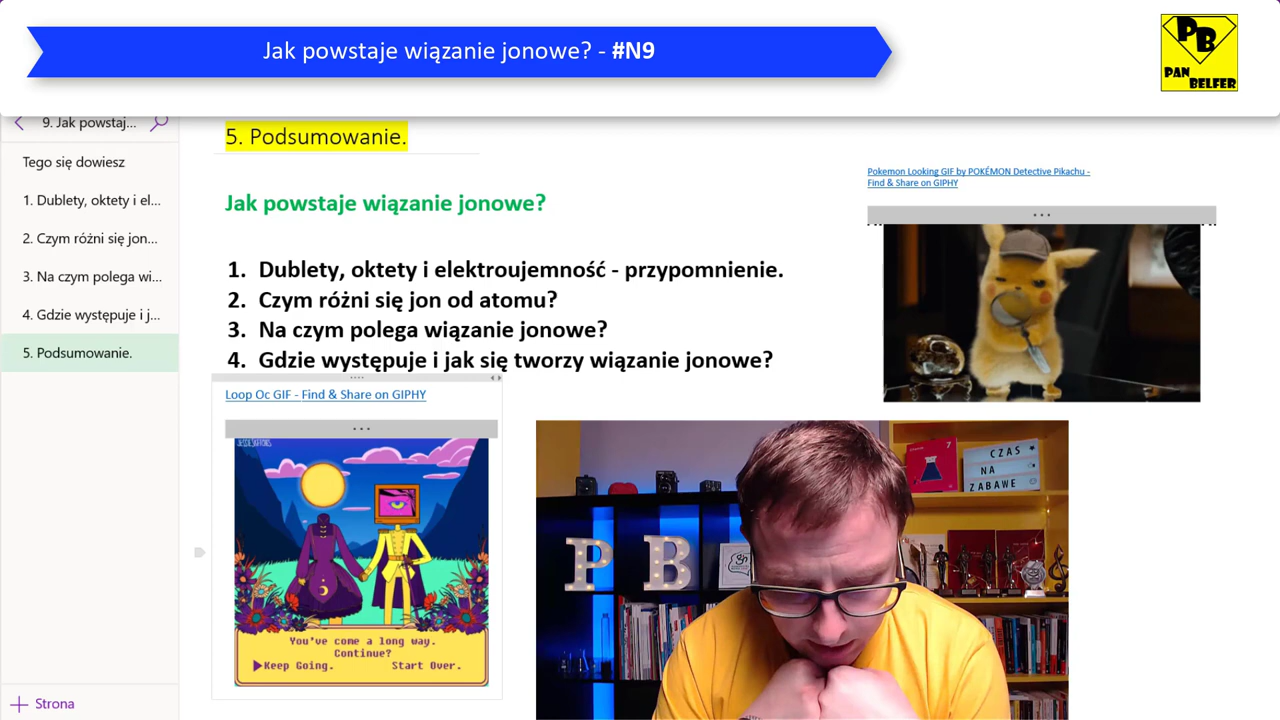 Jak powstaje wiązanie jonowe? - #N9
PB
PAN
BELFER
9. Jak powstaj...
Tego się dowiesz
1. Dublety, oktety i el...
2. Czym różni się jon...
3. Na czym polega wi...
4. Gdzie występuje i j...
5. Podsumowanie.
Strona
5. Podsumowanie.
Jak powstaje wiązanie jonowe?
1. Dublety, oktety i elektroujemność - przypomnienie.
2. Czym różni się jon od atomu?
3. Na czym polega wiązanie jonowe?
4. Gdzie występuje i jak się tworzy wiązanie jonowe?
Pokemon Looking GIF by POKÉMON Detective Pikachu -
Find & Share on GIPHY
Loop Oc GIF - Find & Share on GIPHY
You've come a long way.
Continue?
Keep Going. Start Over.
P B
7
CZAS
NA
ZABAWE